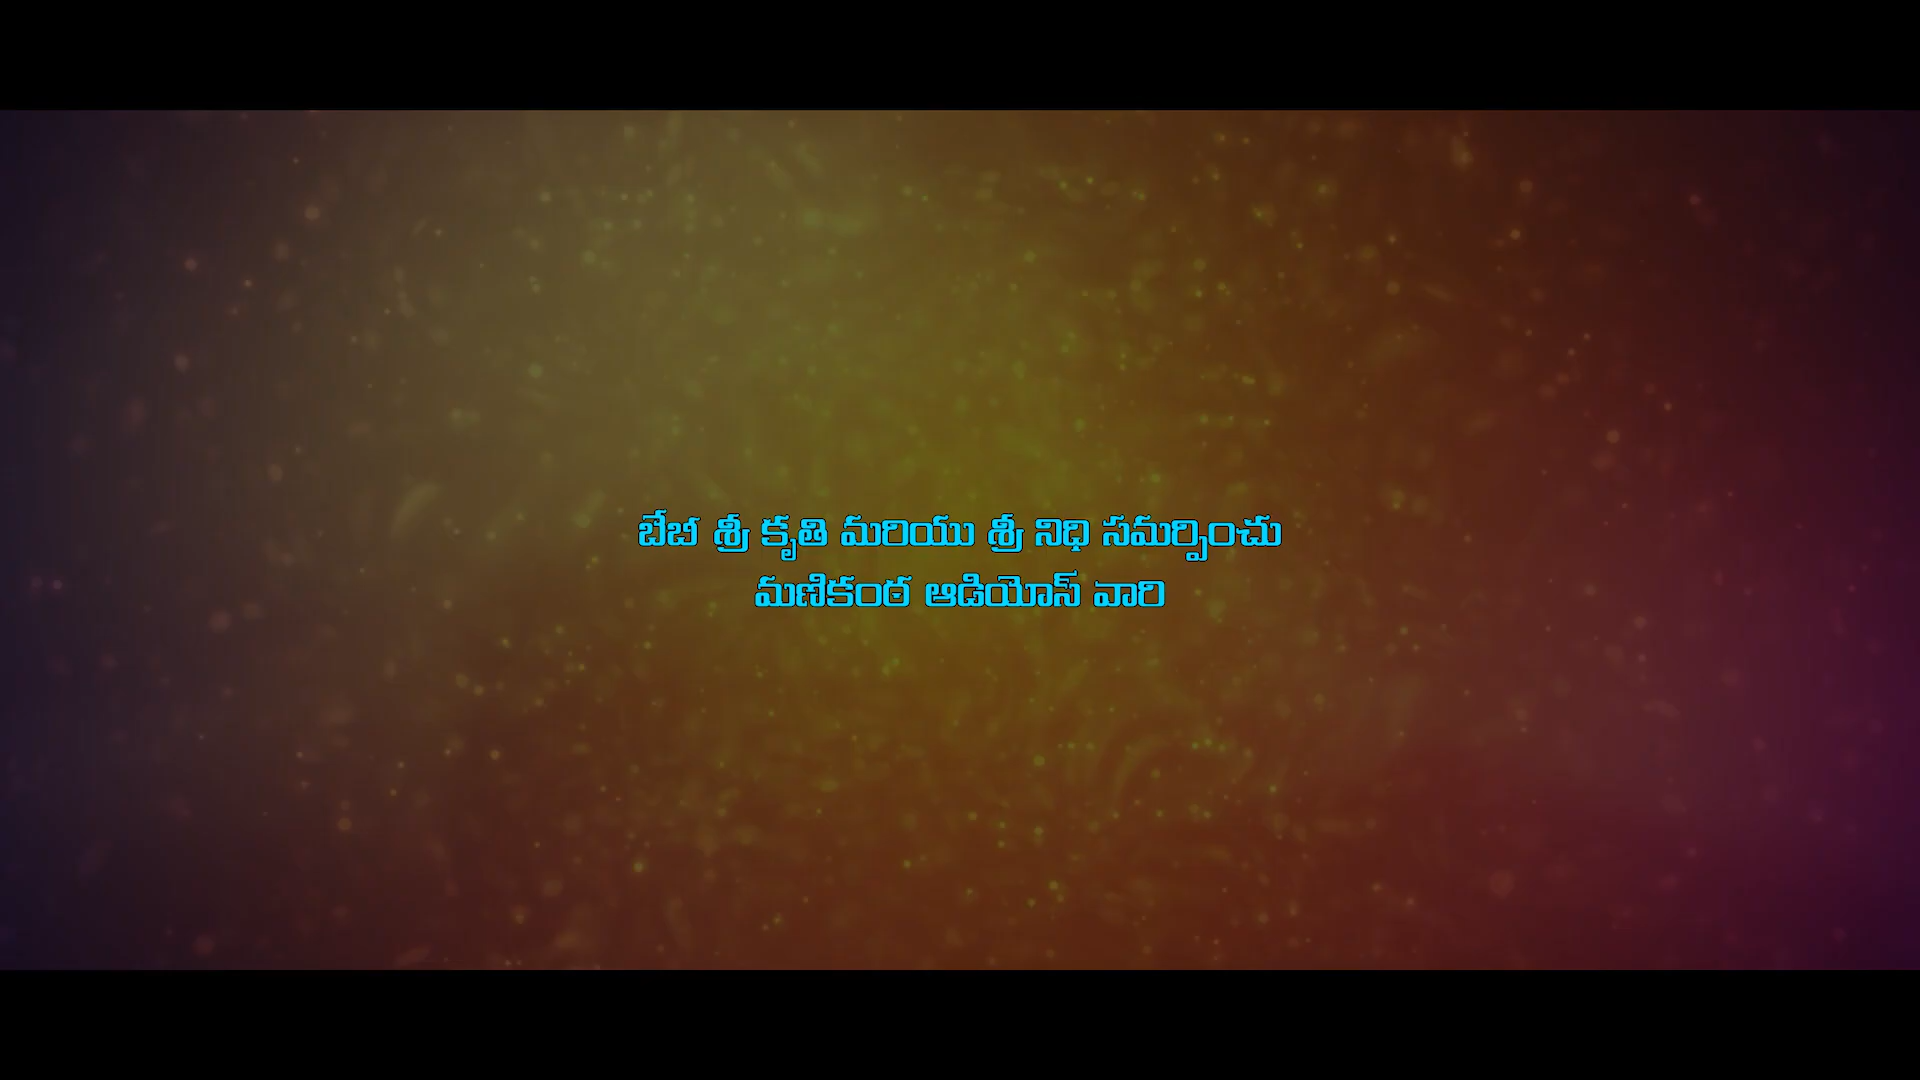 బేబీ శ్రీ కృతి మరియు శ్రీ నిధి సమర్పించు
మణికంఠ ఆడియోస్ వారి